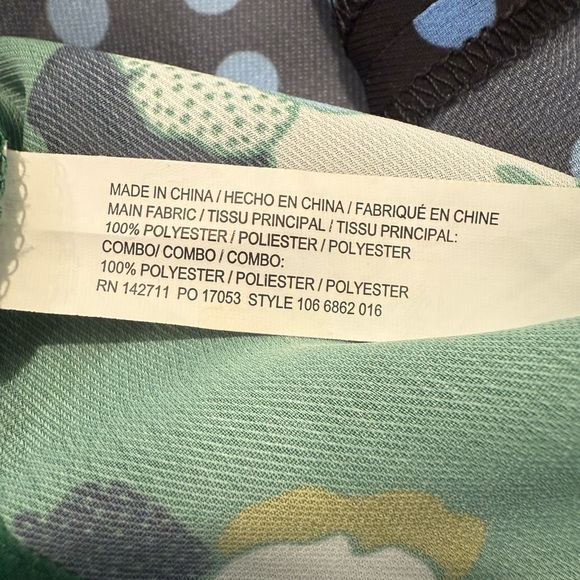 MADE IN CHINA / HECHO EN CHINA / FABRIQUÉ EN CHINE
MAIN FABRIC / TISSU PRINCIPAL / TISSU PRINCIPAL:
100% POLYESTER / POLIESTER / POLYESTER
COMBO/ COMBO / COMBO:
100% POLYESTER / POLIESTER / POLYESTER
RN 142711 PO 17053 STYLE 106 6862 016